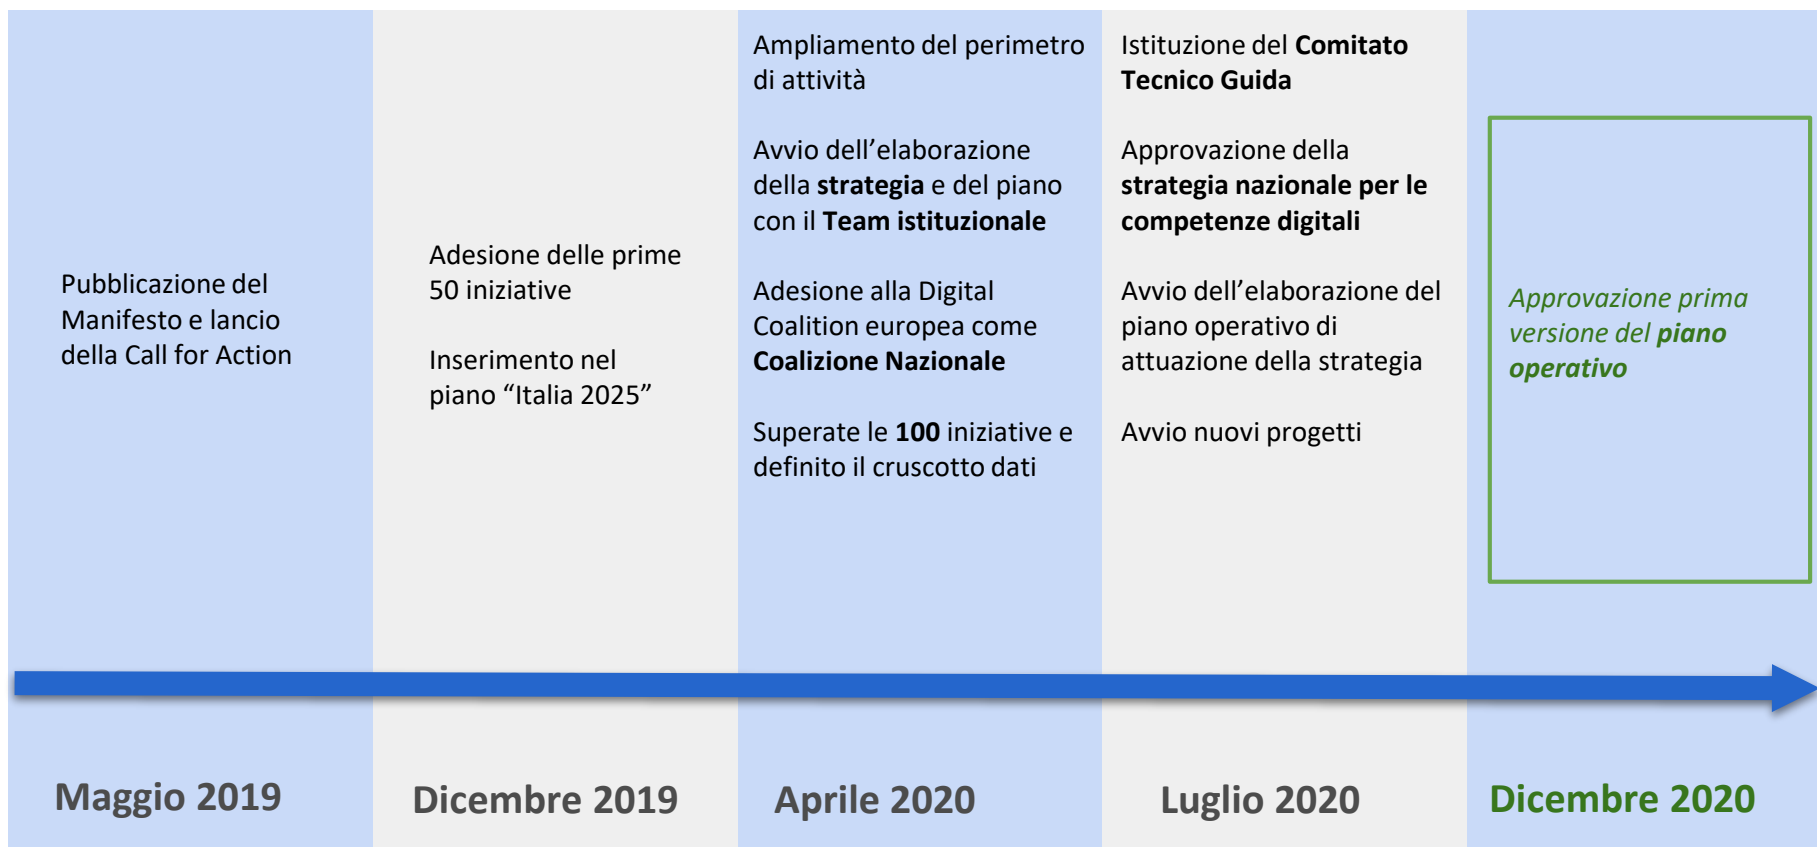 Pubblicazione del
Manifesto e lancio
della Call for Action
Maggio 2019
Adesione delle prime
50 iniziative
Inserimento nel
piano “Italia 2025”
Dicembre 2019
Ampliamento del perimetro
di attività
Avvio dell’elaborazione
della strategia e del piano
con il Team istituzionale
Adesione alla Digital
Coalition europea come
Coalizione Nazionale
Superate le 100 iniziative e
definito il cruscotto dati
Aprile 2020
Istituzione del Comitato
Tecnico Guida
Approvazione della
strategia nazionale per le
competenze digitali
Avvio dell’elaborazione del
piano operativo di
attuazione della strategia
Avvio nuovi progetti
Luglio 2020
Approvazione prima
versione del piano
operativo
Dicembre 2020